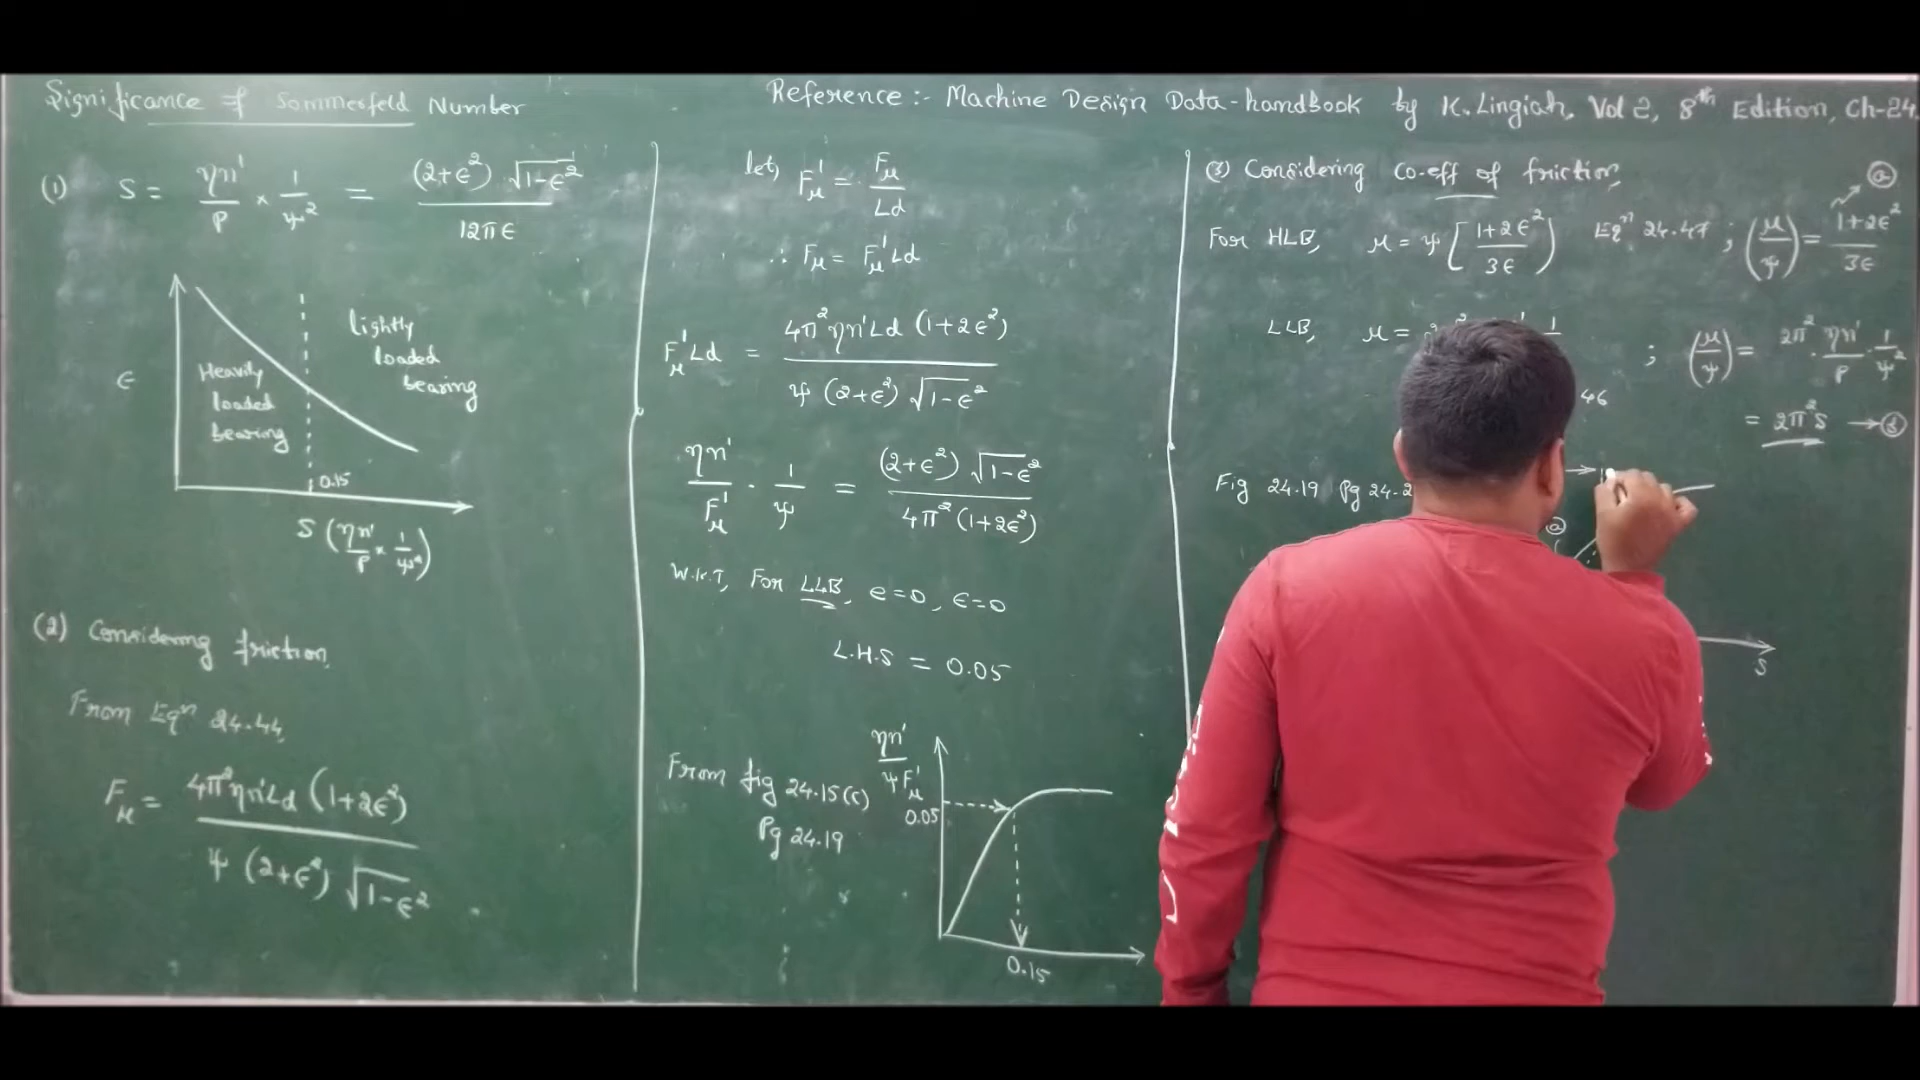 Significance of Sommerfeld Number
Reference :- Machine Design Data-handbook by K. Lingiah, Vol 2, 8th Edition, Ch-24.
(1) S = ηn'/P × 1/ψ² = (2+ε²) √1-ε² / 12πε
ε
Heavily
loaded
bearing
lightly
loaded
bearing
0.15
S (ηn'/P × 1/ψ²)
(2) Considering friction,
From Eqn 24.44,
Fμ = 4π²ηn'Ld (1+2ε²) / ψ (2+ε²) √1-ε²
let, F'μ = Fμ / Ld
∴ Fμ = F'μ Ld
F'μ Ld = 4π²ηn'Ld (1+2ε²) / ψ (2+ε²) √1-ε²
ηn'/F'μ · 1/ψ = (2+ε²) √1-ε² / 4π² (1+2ε²)
W.K.T, For LLB, e=0, ε=0
L.H.S = 0.05
From fig 24.15(c)
Pg 24.19
ηn'/ψF'μ
0.05
0.15
(3) Considering Co-eff of friction,
For HLB, μ = ψ [1+2ε² / 3ε] Eqn 24.47 ; (μ/ψ) = 1+2ε² / 3ε → ⓐ
LLB, μ =
46
; (μ/ψ) = 2π² · ηn'/P · 1/ψ²
= 2π²S → ⓑ
Fig 24.19 Pg 24.2
ⓐ
S